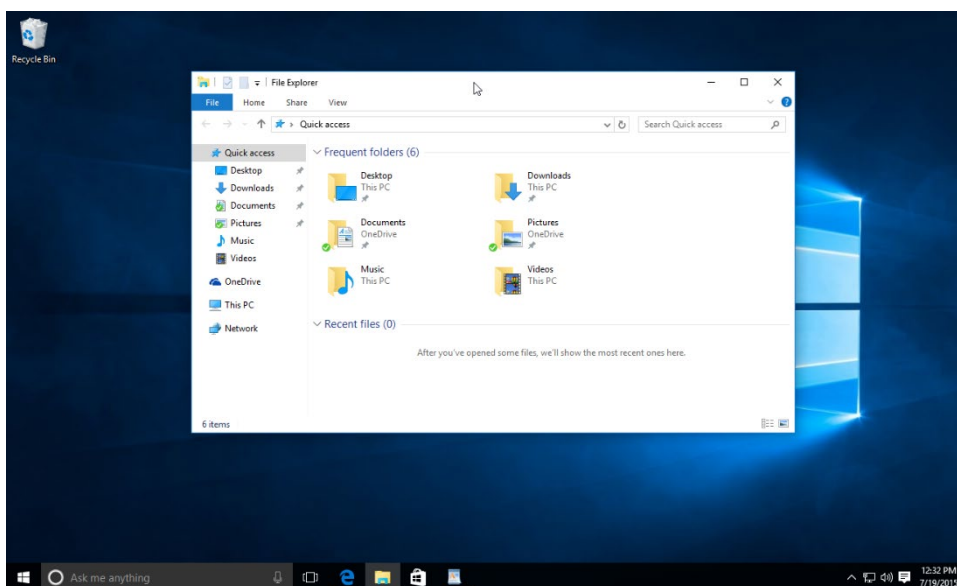 Recycle Bin
File Explorer
File Home Share View
Quick access
Search Quick access
Quick access
Desktop
Downloads
Documents
Pictures
Music
Videos
OneDrive
This PC
Network
Frequent folders (6)
Desktop
This PC
Downloads
This PC
Documents
OneDrive
Pictures
OneDrive
Music
This PC
Videos
This PC
Recent files (0)
After you've opened some files, we'll show the most recent ones here.
6 items
Ask me anything
12:32 PM
7/19/2015